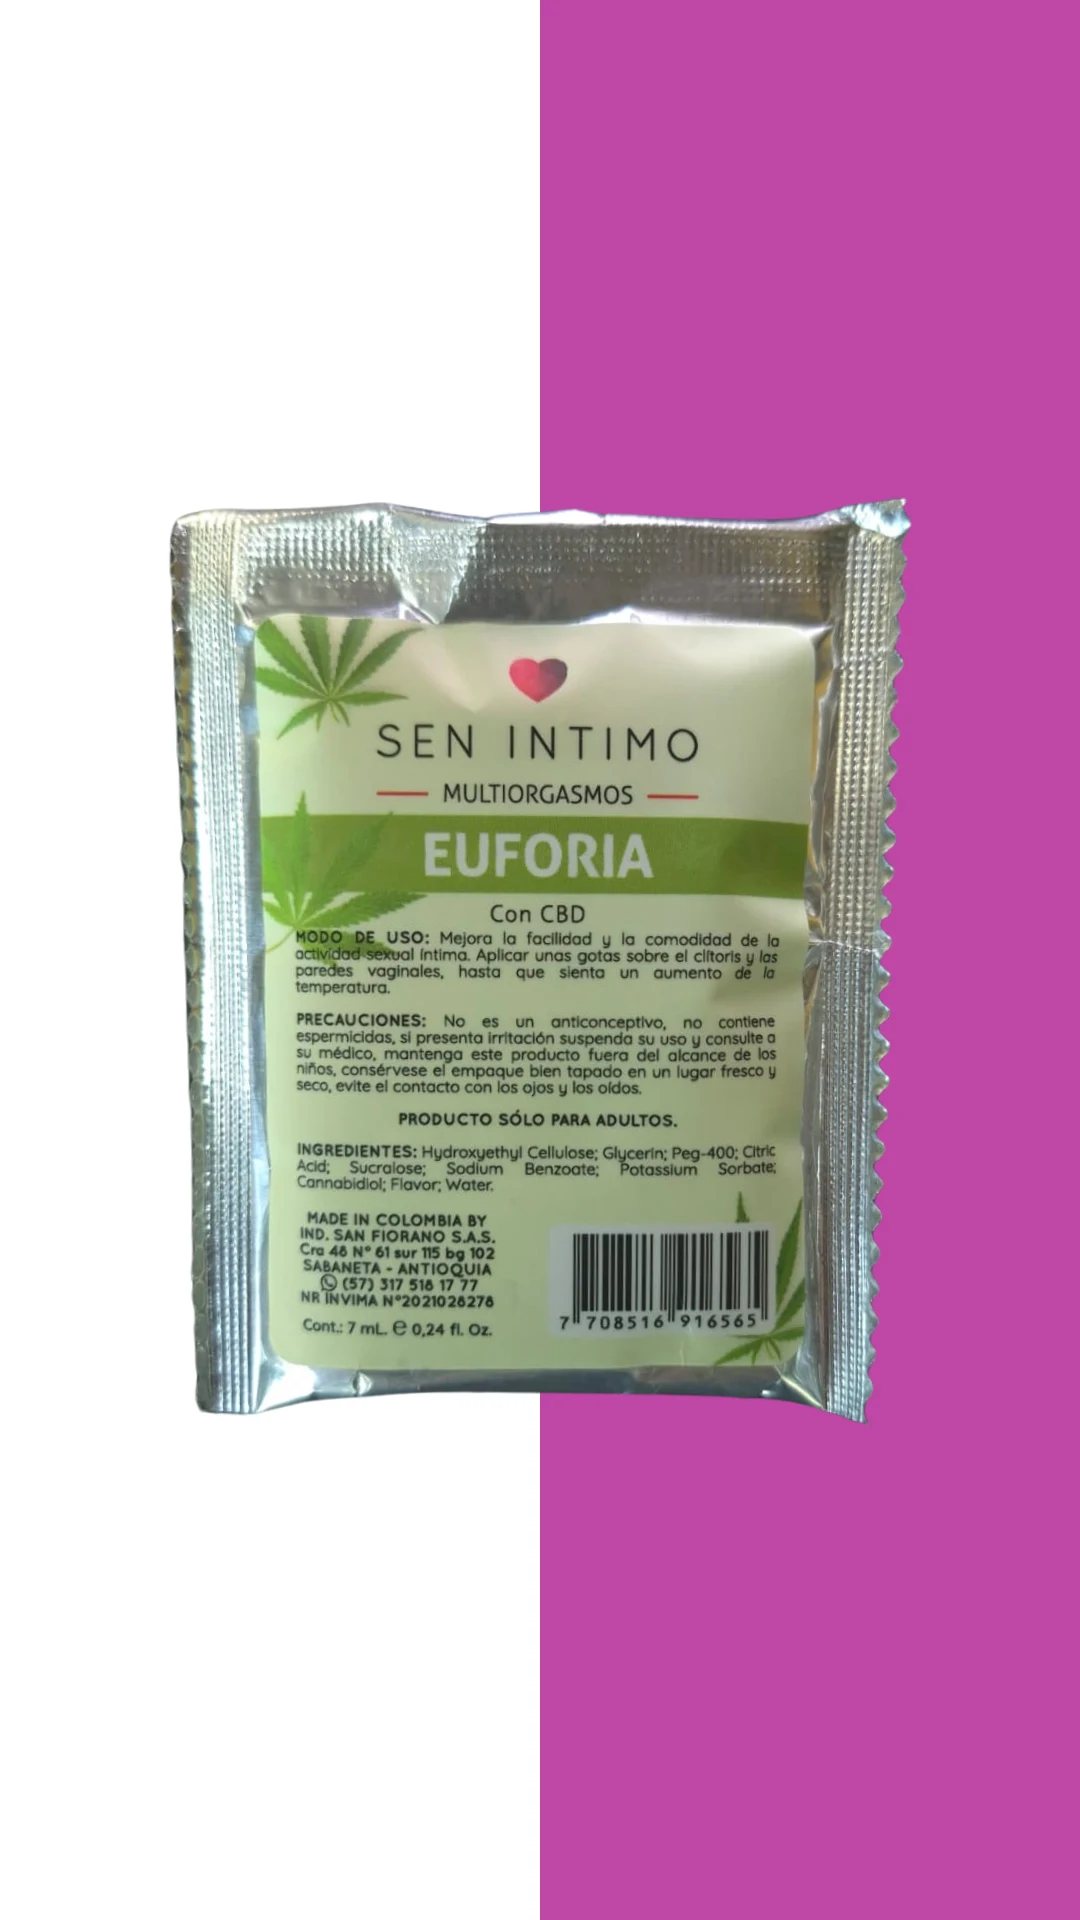 SEN INTIMO
MULTIORGASMOS
EUFORIA
Con CBD
MODO DE USO: Mejora la facilidad y la comodidad de la
actividad sexual íntima. Aplicar unas gotas sobre el clítoris y las
paredes vaginales, hasta que sienta un aumento de la
temperatura.
PRECAUCIONES: No es un anticonceptivo, no contiene
espermicidas, si presenta irritación suspenda su uso y consulte a
su médico, mantenga este producto fuera del alcance de los
niños, consérvese el empaque bien tapado en un lugar fresco y
seco, evite el contacto con los ojos y los oídos.
PRODUCTO SÓLO PARA ADULTOS.
INGREDIENTES: Hydroxyethyl Cellulose; Glycerin; Peg-400; Citric
Acid; Sucralose; Sodium Benzoate; Potassium Sorbate;
Cannabidiol; Flavor; Water.
MADE IN COLOMBIA BY
IND. SAN FIORANO S.A.S.
Cra 46 N° 61 sur 115 bg 102
SABANETA - ANTIOQUIA
(57) 317 518 17 77
NR INVIMA N°2021028278
Cont.: 7 mL. e 0,24 fl. Oz.
7 708516 916565